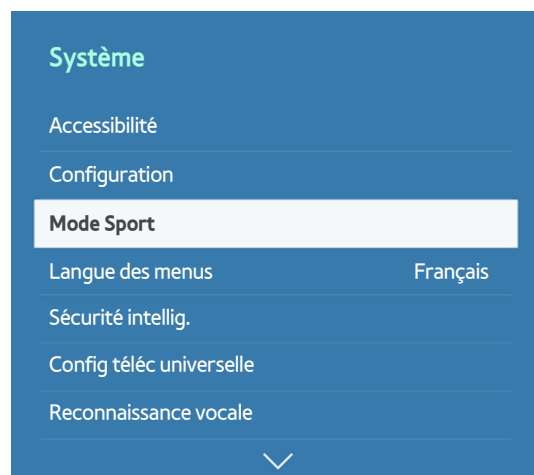 Système
Accessibilité
Configuration
Mode Sport
Langue des menus Français
Sécurité intellig.
Config téléc universelle
Reconnaissance vocale